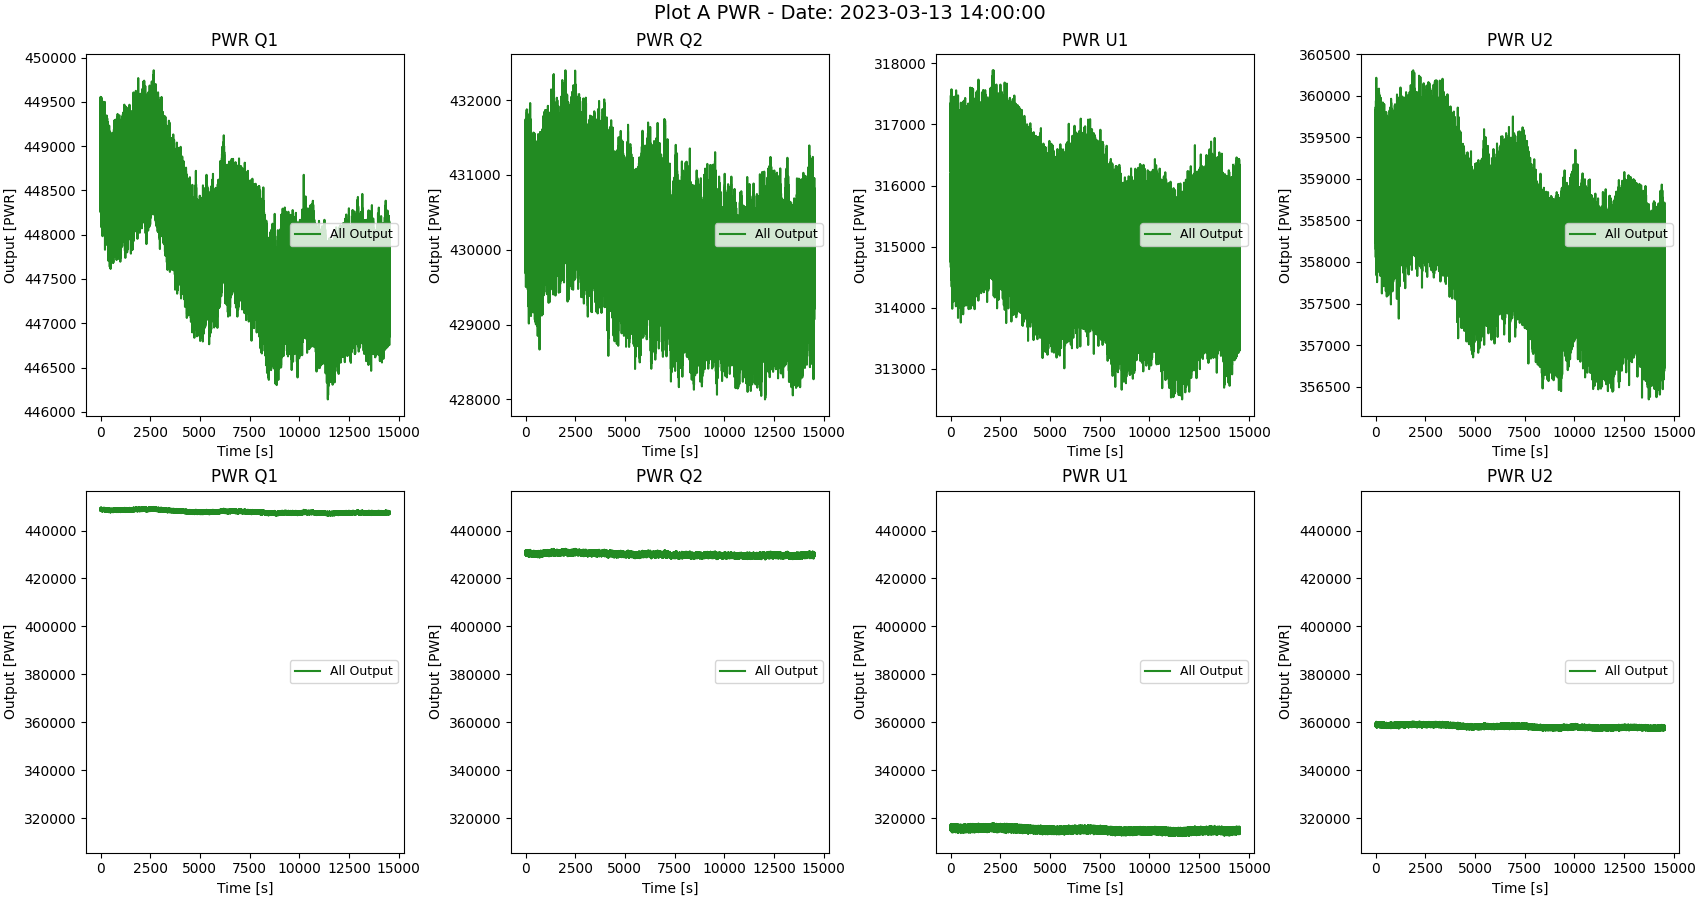 Plot A PWR - Date: 2023-03-13 14:00:00
PWR Q1
PWR Q2
PWR U1
PWR U2
Output [PWR]
450000
449500
449000
448500
448000
447500
447000
446500
446000
All Output
0 2500 5000 7500 10000 12500 15000
Time [s]
Output [PWR]
432000
431000
430000
429000
428000
All Output
0 2500 5000 7500 10000 12500 15000
Time [s]
Output [PWR]
318000
317000
316000
315000
314000
313000
All Output
0 2500 5000 7500 10000 12500 15000
Time [s]
Output [PWR]
360500
360000
359500
359000
358500
358000
357500
357000
356500
All Output
0 2500 5000 7500 10000 12500 15000
Time [s]
PWR Q1
PWR Q2
PWR U1
PWR U2
Output [PWR]
440000
420000
400000
380000
360000
340000
320000
All Output
0 2500 5000 7500 10000 12500 15000
Time [s]
Output [PWR]
440000
420000
400000
380000
360000
340000
320000
All Output
0 2500 5000 7500 10000 12500 15000
Time [s]
Output [PWR]
440000
420000
400000
380000
360000
340000
320000
All Output
0 2500 5000 7500 10000 12500 15000
Time [s]
Output [PWR]
440000
420000
400000
380000
360000
340000
320000
All Output
0 2500 5000 7500 10000 12500 15000
Time [s]